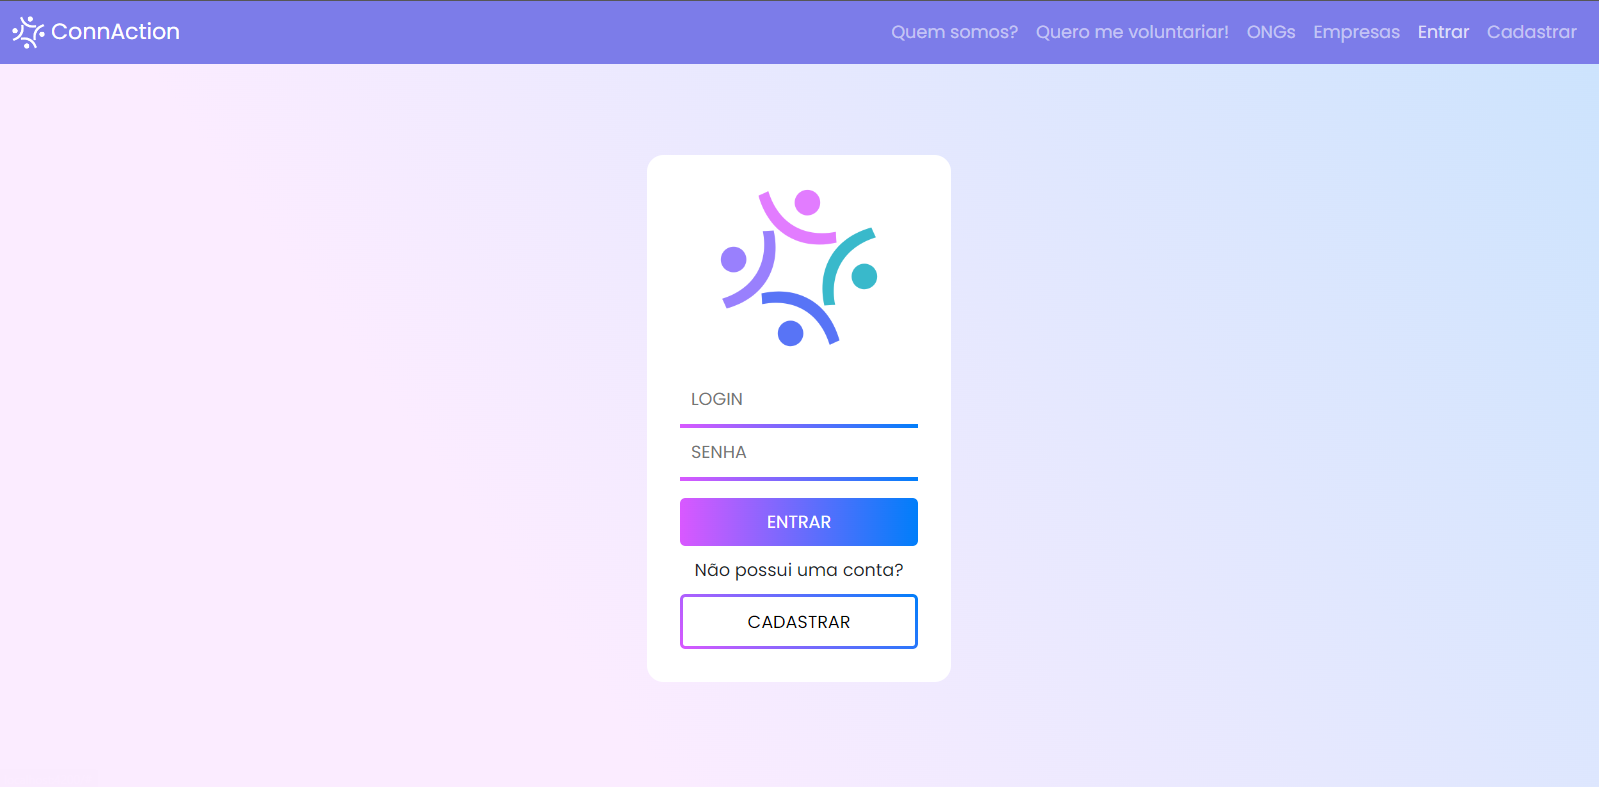 ConnAction
Quem somos? Quero me voluntariar! ONGs Empresas Entrar Cadastrar
LOGIN
SENHA
ENTRAR
Não possui uma conta?
CADASTRAR